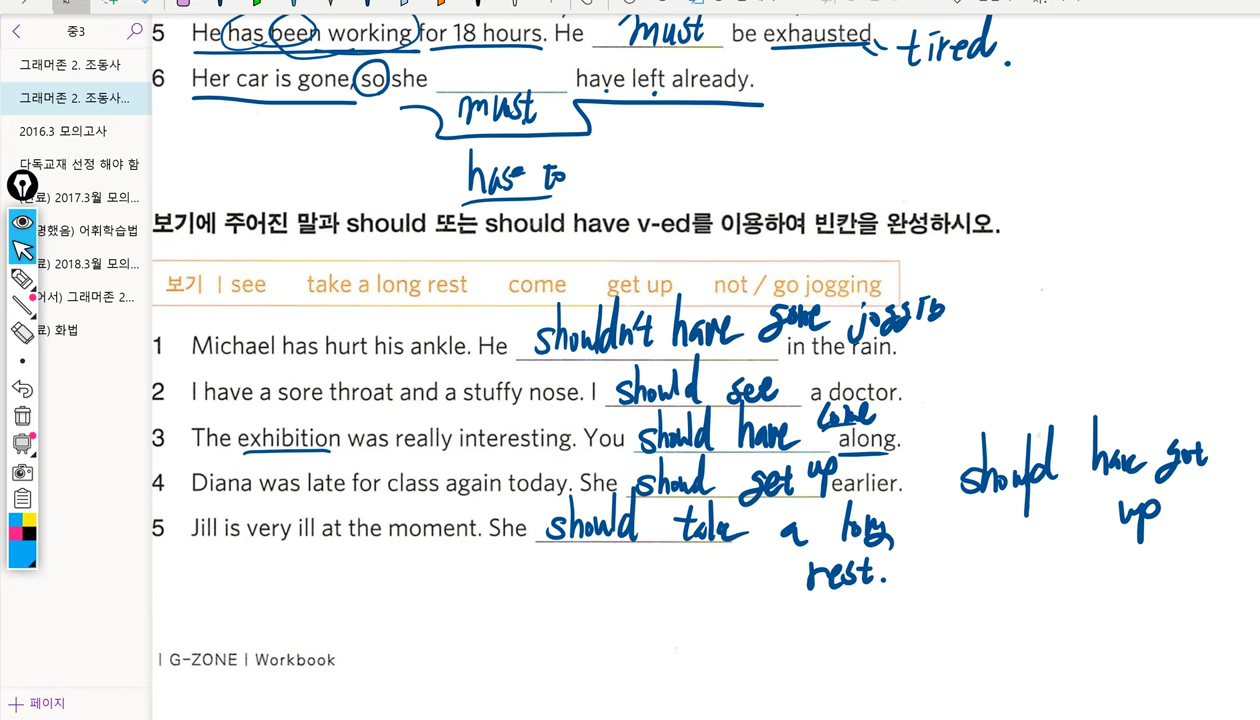 중3
그래머존 2. 조동사
그래머존 2. 조동사...
2016.3 모의고사
다독교재 선정 해야 함
2017.3월 모의...
명했음) 어휘학습법
료) 2018.3월 모의...
어서) 그래머존 2...
료) 화법
페이지
5 He has been working for 18 hours. He must be exhausted. tired.
6 Her car is gone, so she must have left already.
has to
보기에 주어진 말과 should 또는 should have v-ed를 이용하여 빈칸을 완성하시오.
보기 | see take a long rest come get up not / go jogging
1 Michael has hurt his ankle. He shouldn't have gone jogging in the rain.
2 I have a sore throat and a stuffy nose. I should see a doctor.
3 The exhibition was really interesting. You should have come along.
4 Diana was late for class again today. She should get up earlier.
should have got
up
5 Jill is very ill at the moment. She should take a long
rest.
| G-ZONE | Workbook